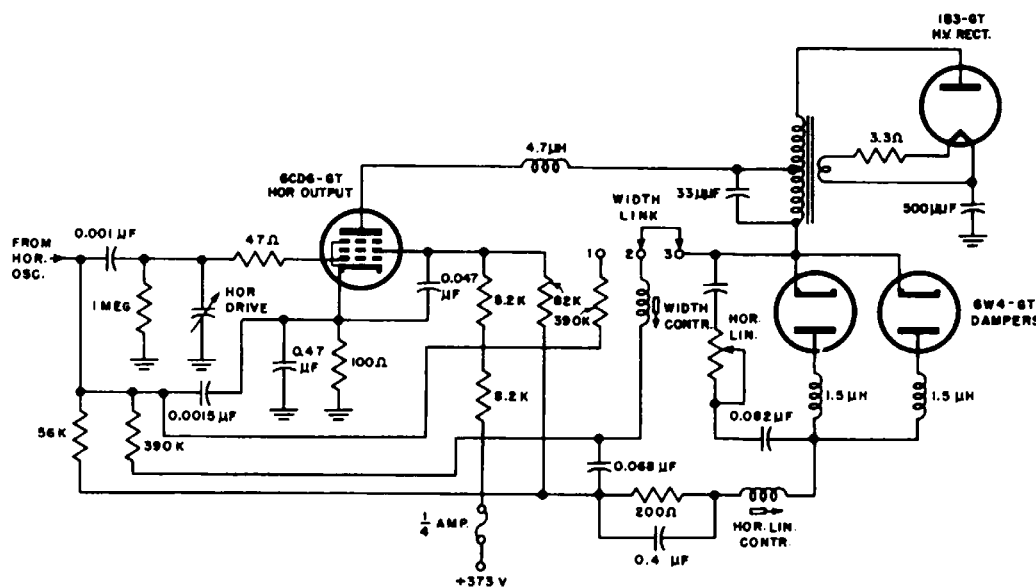 1B3-GT
H.V. RECT.
4.7μH
3.3Ω
6CD6-GT
HOR OUTPUT
33μμF
WIDTH
LINK
500μμF
FROM
HOR.
OSC.
0.001 μF
47Ω
1
2
3
1 MEG
HOR
DRIVE
0.047
μF
8.2K
82K
390K
WIDTH
CONTR.
HOR.
LIN.
6W4-GT
DAMPERS
0.47
μF
100Ω
0.0015μF
8.2K
1.5μH
1.5μH
0.082μF
56K
390K
0.068μF
200Ω
HOR. LIN.
CONTR.
0.4 μF
1/4 AMP.
+373 V